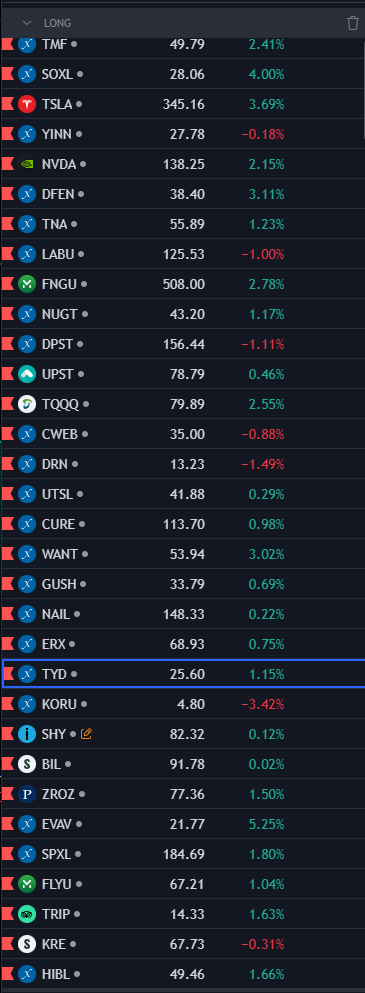 LONG
TMF 49.79 2.41%
SOXL 28.06 4.00%
TSLA 345.16 3.69%
YINN 27.78 −0.18%
NVDA 138.25 2.15%
DFEN 38.40 3.11%
TNA 55.89 1.23%
LABU 125.53 −1.00%
FNGU 508.00 2.78%
NUGT 43.20 1.17%
DPST 156.44 −1.11%
UPST 78.79 0.46%
TQQQ 79.89 2.55%
CWEB 35.00 −0.88%
DRN 13.23 −1.49%
UTSL 41.88 0.29%
CURE 113.70 0.98%
WANT 53.94 3.02%
GUSH 33.79 0.69%
NAIL 148.33 0.22%
ERX 68.93 0.75%
TYD 25.60 1.15%
KORU 4.80 −3.42%
SHY 82.32 0.12%
BIL 91.78 0.02%
ZROZ 77.36 1.50%
EVAV 21.77 5.25%
SPXL 184.69 1.80%
FLYU 67.21 1.04%
TRIP 14.33 1.63%
KRE 67.73 −0.31%
HIBL 49.46 1.66%